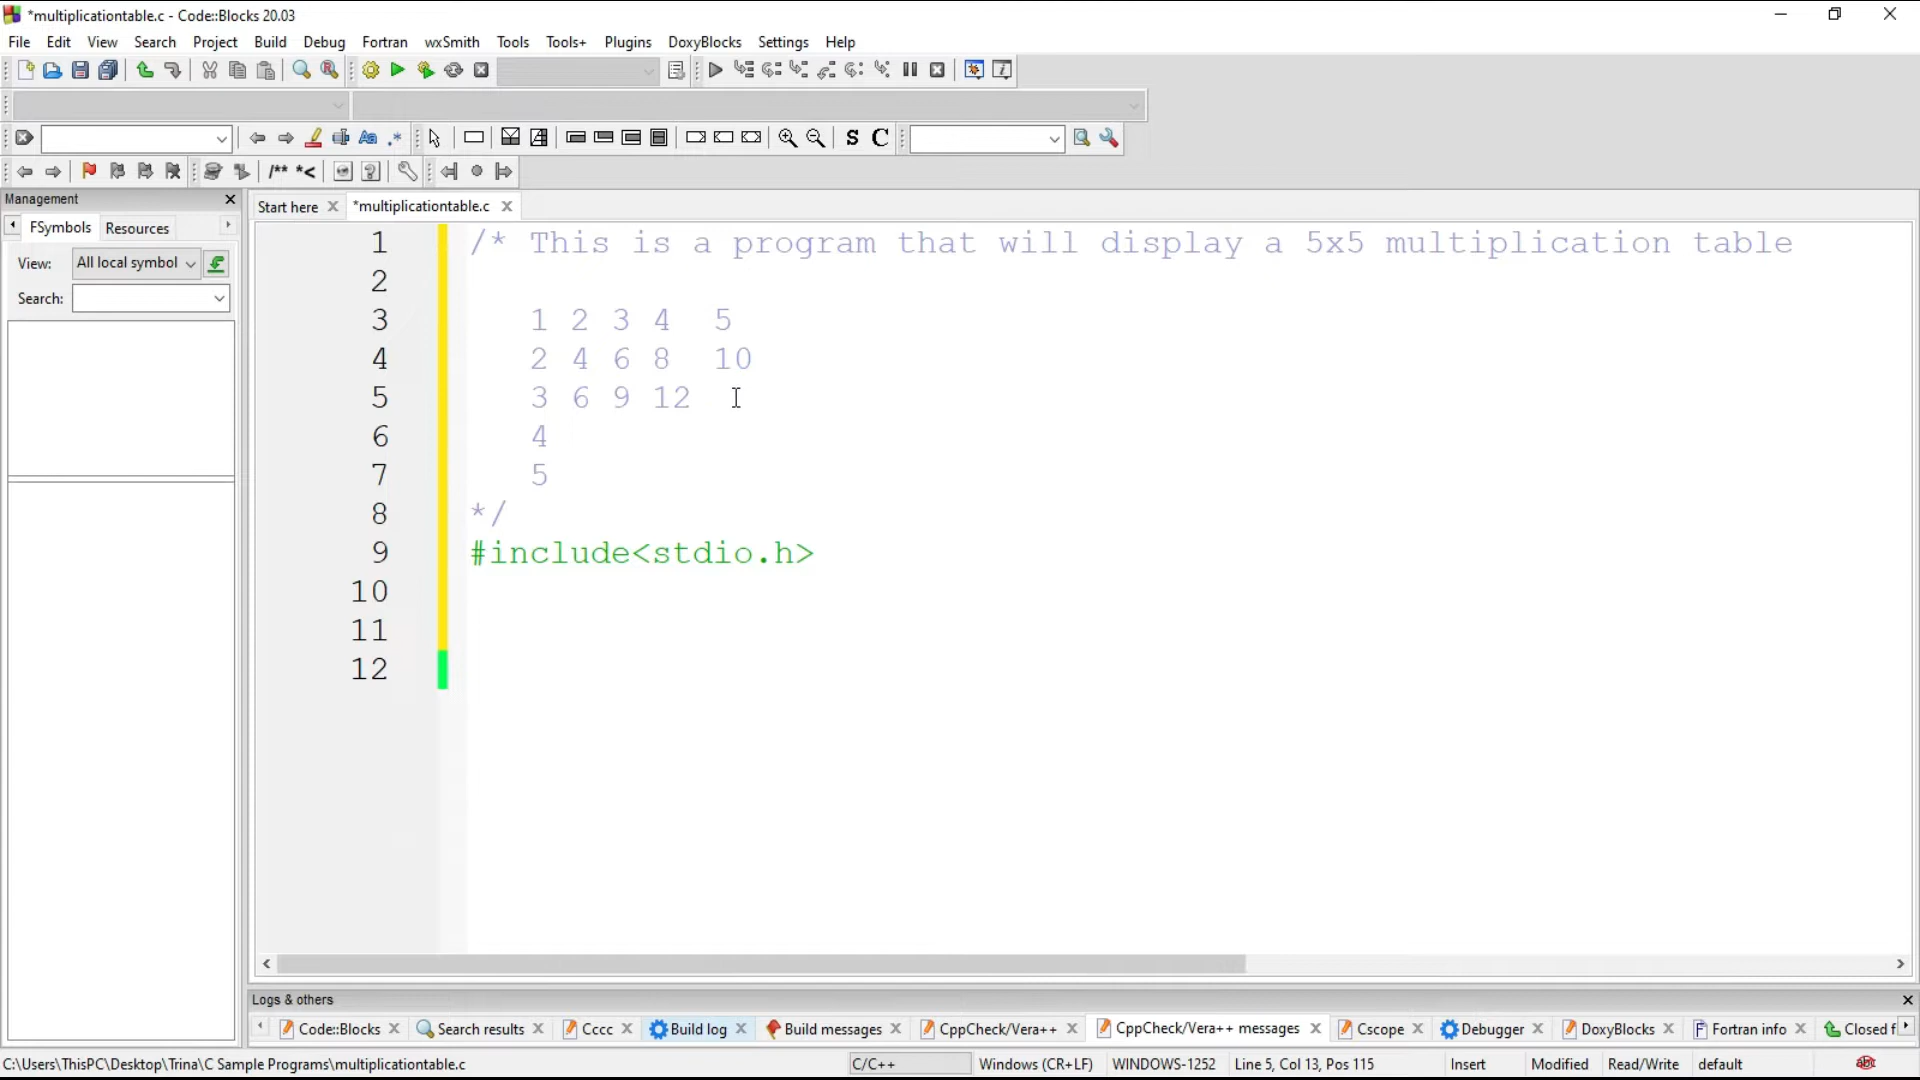 *multiplicationtable.c - Code::Blocks 20.03
File Edit View Search Project Build Debug Fortran wxSmith Tools Tools+ Plugins DoxyBlocks Settings Help
S C
/** *<
Management
FSymbols Resources
View: All local symbol
Search:
Start here *multiplicationtable.c
1 /* This is a program that will display a 5x5 multiplication table
2
3 1 2 3 4 5
4 2 4 6 8 10
5 3 6 9 12
6 4
7 5
8 */
9 #include<stdio.h>
10
11
12
Logs & others
Code::Blocks Search results Cccc Build log Build messages CppCheck/Vera++ CppCheck/Vera++ messages Cscope Debugger DoxyBlocks Fortran info Closed f
C:\Users\ThisPC\Desktop\Trina\C Sample Programs\multiplicationtable.c C/C++ Windows (CR+LF) WINDOWS-1252 Line 5, Col 13, Pos 115 Insert Modified Read/Write default